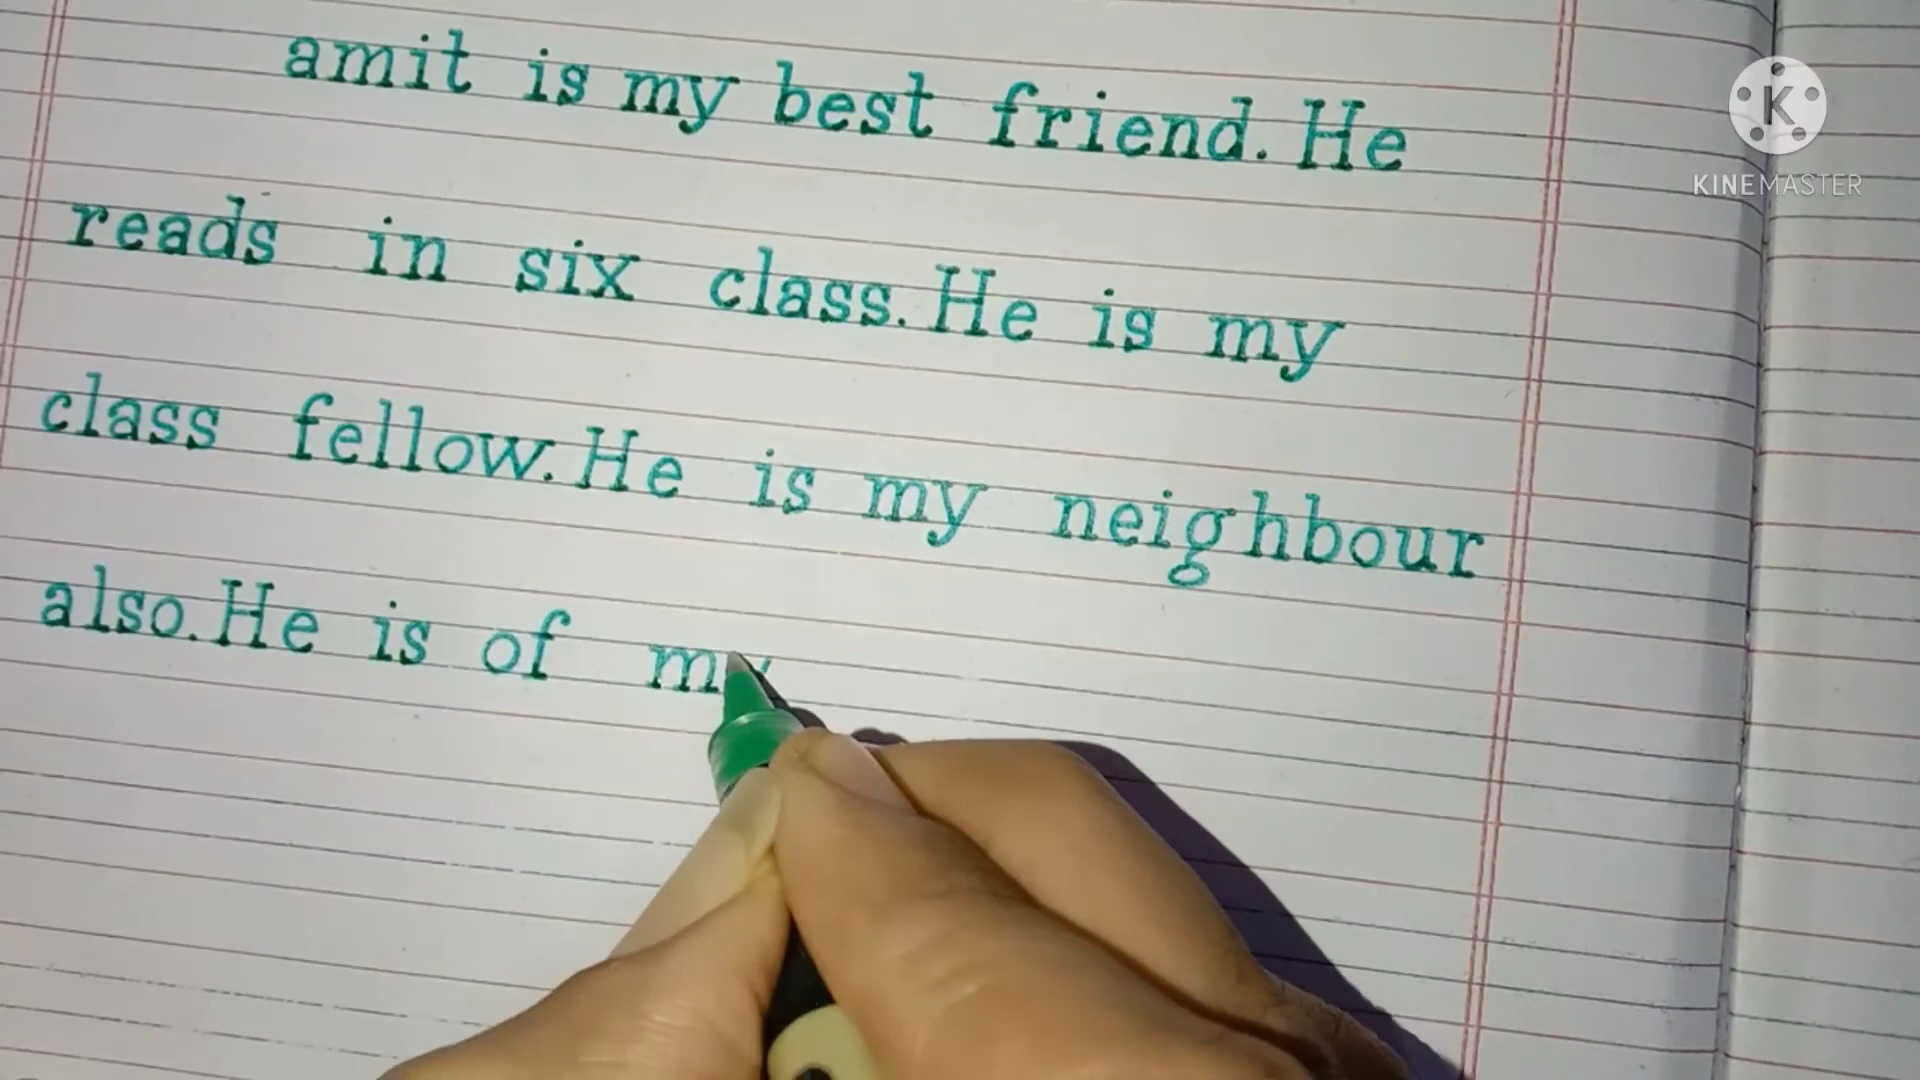 amit is my best friend. He
reads in six class. He is my
class fellow. He is my neighbour
also. He is of my
K
KINEMASTER